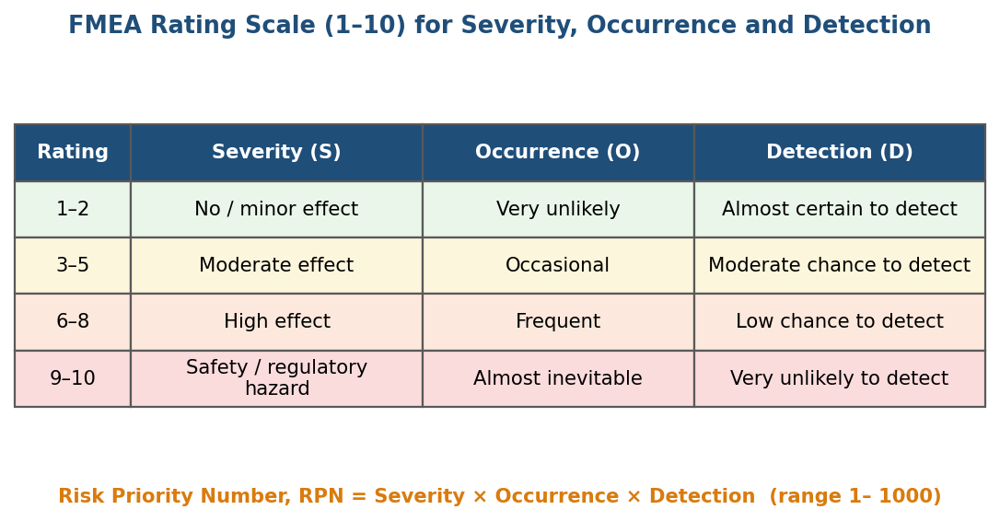 FMEA Rating Scale (1–10) for Severity, Occurrence and Detection
Rating Severity (S) Occurrence (O) Detection (D)
1–2 No / minor effect Very unlikely Almost certain to detect
3–5 Moderate effect Occasional Moderate chance to detect
6–8 High effect Frequent Low chance to detect
9–10 Safety / regulatory hazard Almost inevitable Very unlikely to detect
Risk Priority Number, RPN = Severity × Occurrence × Detection (range 1– 1000)